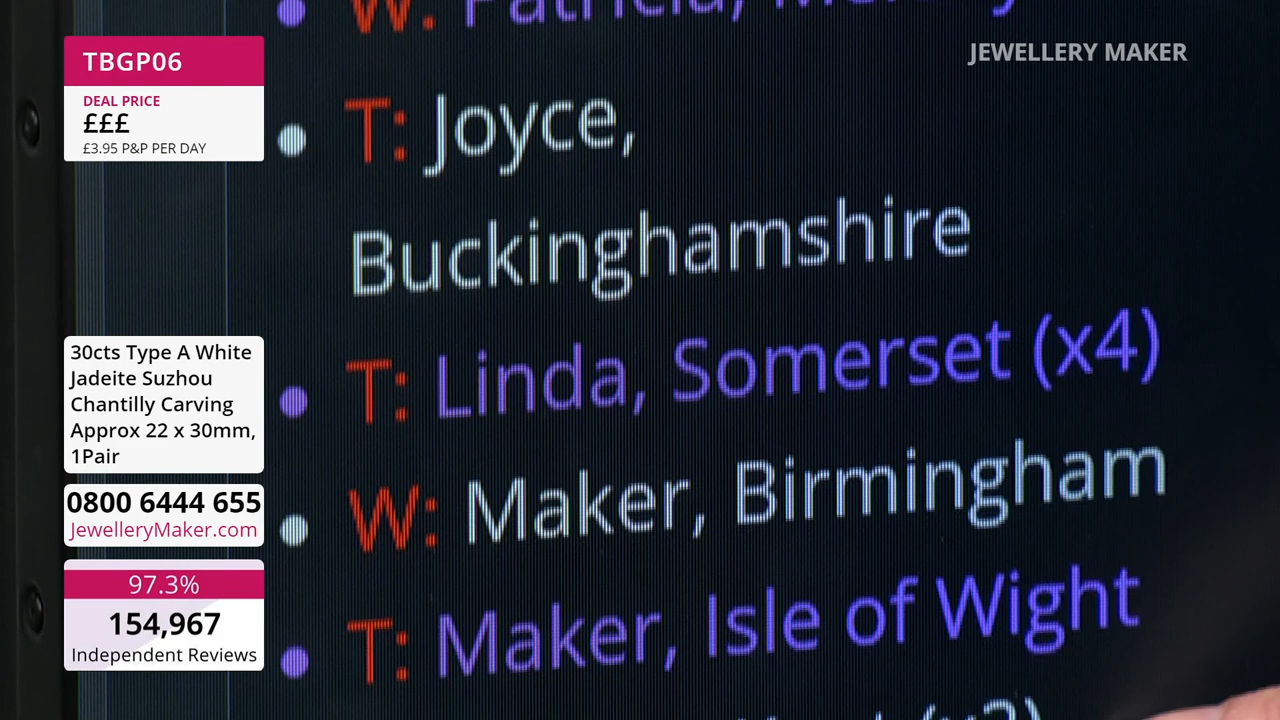 TBGP06
DEAL PRICE
£££
£3.95 P&P PER DAY
JEWELLERY MAKER
W: Patricia,
T: Joyce,
Buckinghamshire
T: Linda, Somerset (x4)
W: Maker, Birmingham
T: Maker, Isle of Wight
30cts Type A White
Jadeite Suzhou
Chantilly Carving
Approx 22 x 30mm,
1Pair
0800 6444 655
JewelleryMaker.com
97.3%
154,967
Independent Reviews